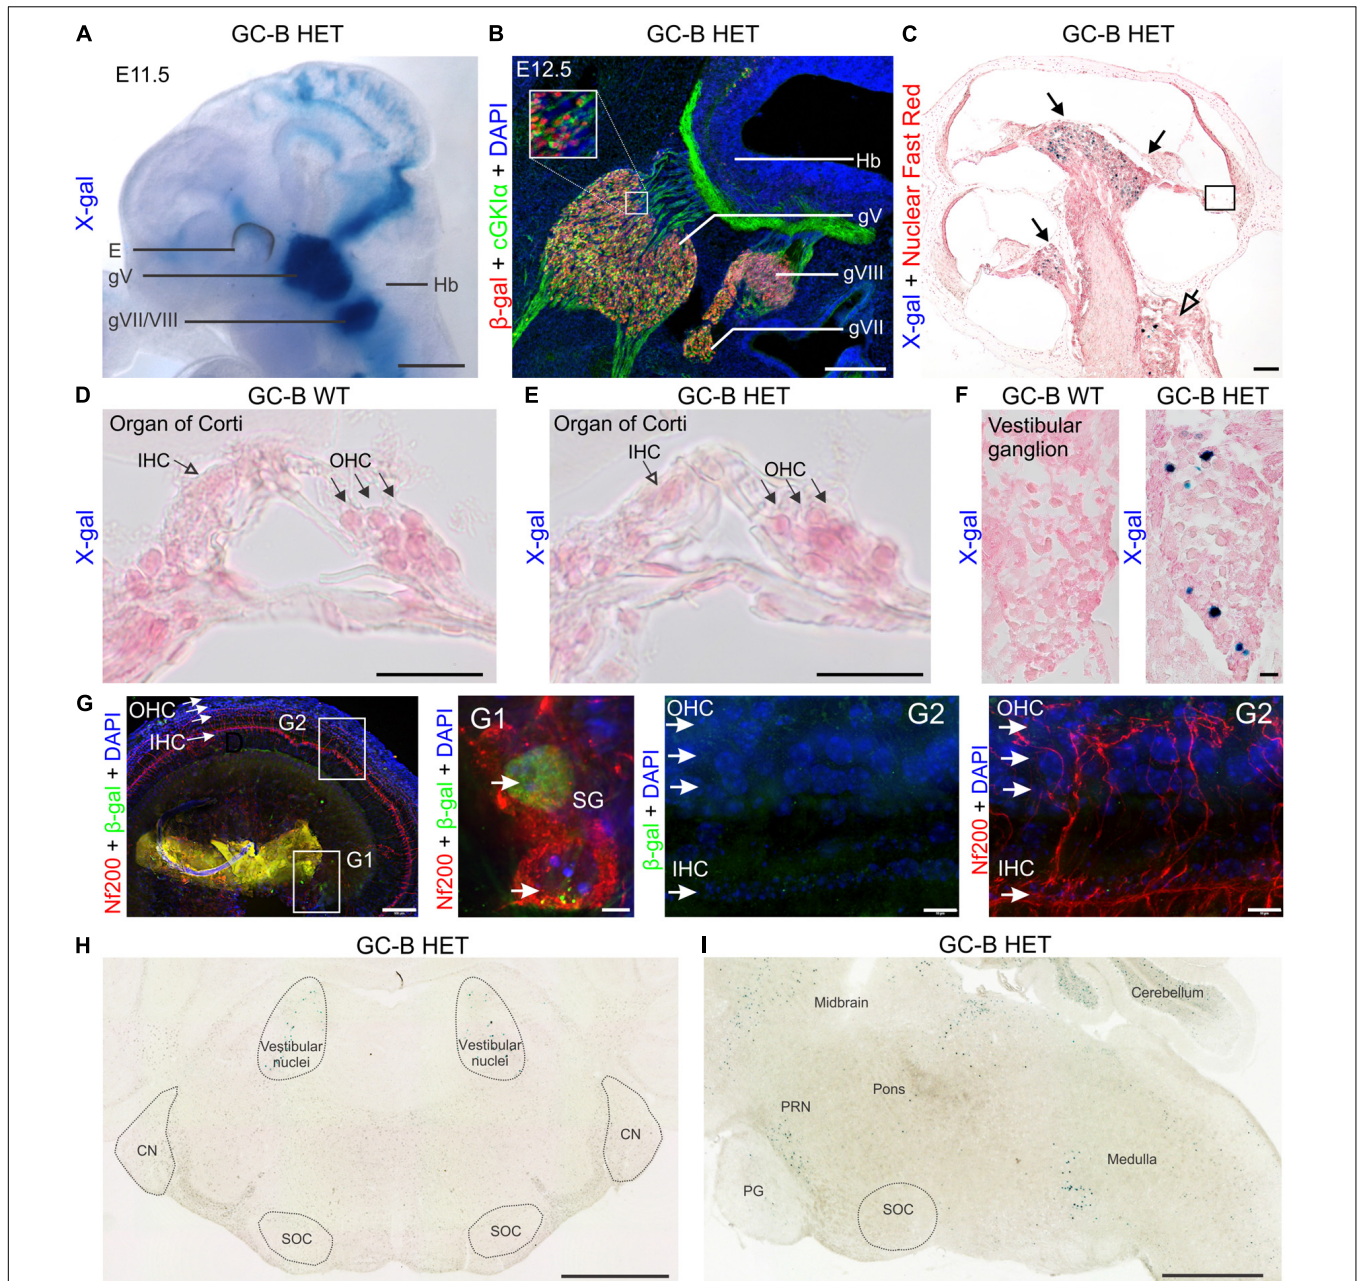 A
GC-B HET
E11.5
X-gal
E
gV
gVII/VIII
Hb
B
GC-B HET
E12.5
β-gal + cGKIα + DAPI
Hb
gV
gVIII
gVII
C
GC-B HET
X-gal + Nuclear Fast Red
D
GC-B WT
Organ of Corti
IHC
OHC
X-gal
E
GC-B HET
Organ of Corti
IHC
OHC
X-gal
F
GC-B WT
GC-B HET
Vestibular
ganglion
X-gal
X-gal
G
OHC
IHC
G2
D
G1
Nf200 + β-gal + DAPI
G1
SG
Nf200 + β-gal + DAPI
OHC
G2
IHC
β-gal + DAPI
OHC
G2
IHC
Nf200 + DAPI
H
GC-B HET
Vestibular
nuclei
Vestibular
nuclei
CN
CN
SOC
SOC
I
GC-B HET
Midbrain
Cerebellum
Pons
PRN
Medulla
PG
SOC